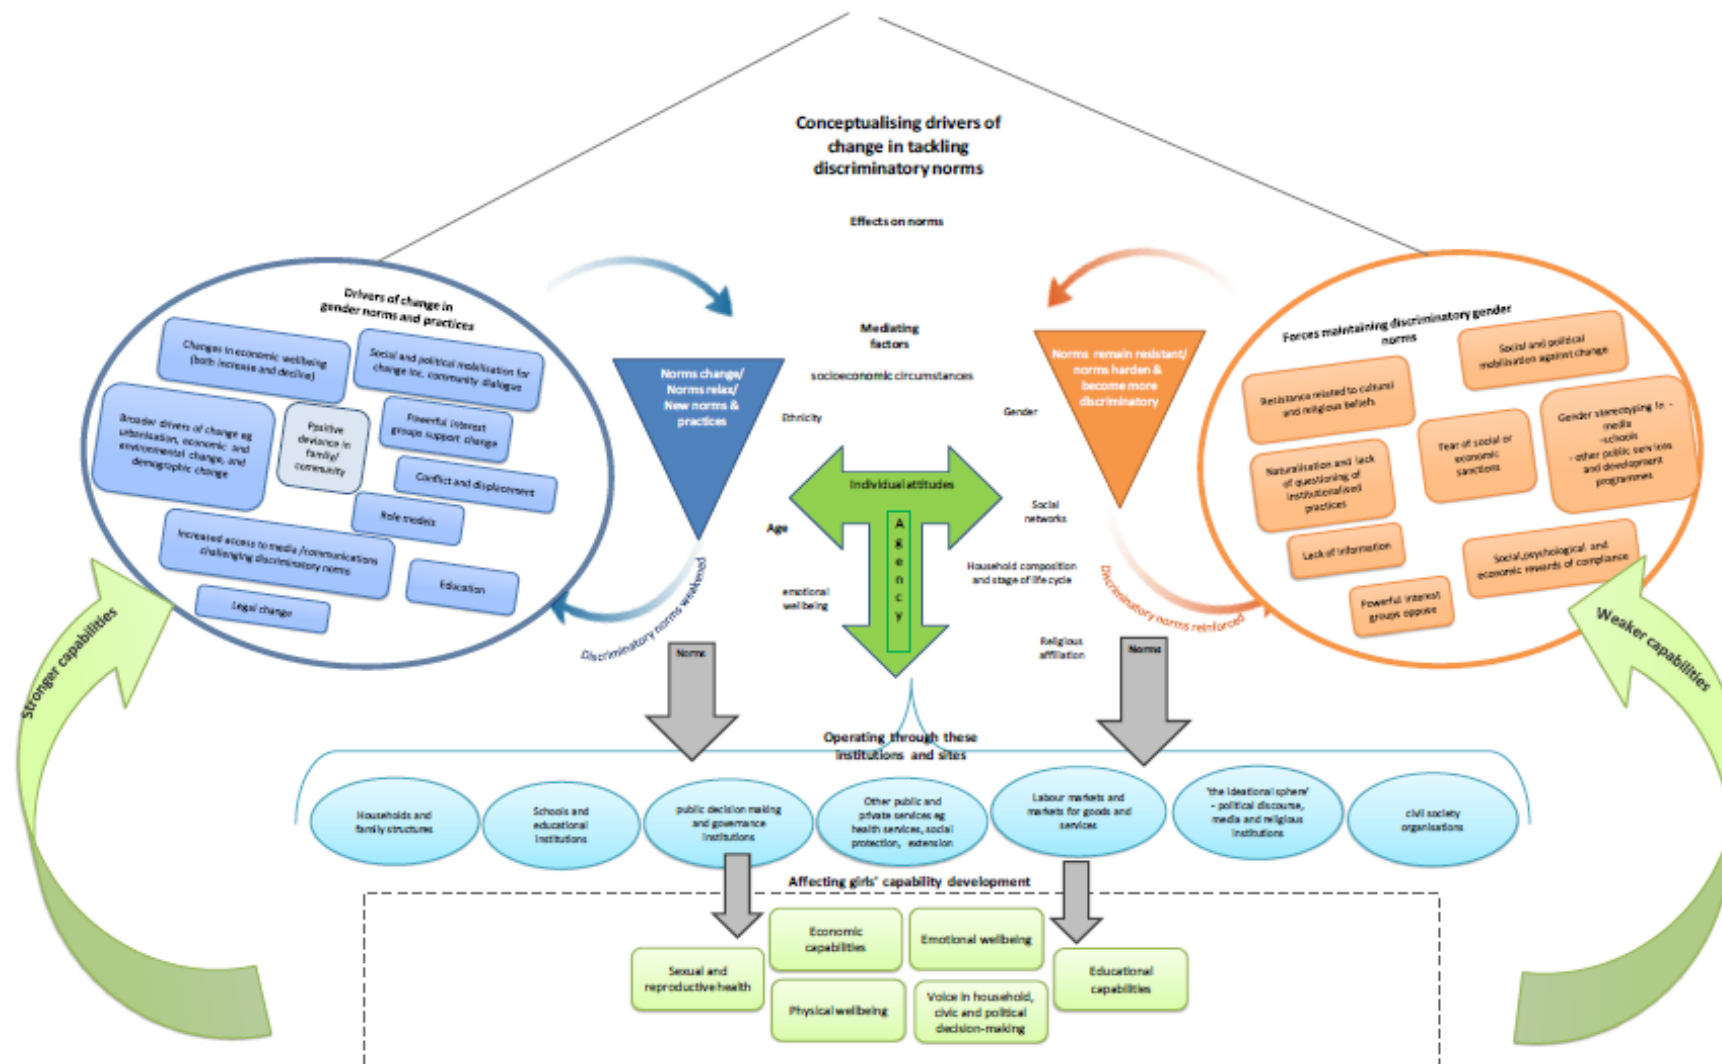 Conceptualising drivers of
change in tackling
discriminatory norms
Effects on norms
Drivers of change in
gender norms and practices
Changes in economic wellbeing
(both increase and decline)
Social and political mobilisation for
change inc. community dialogue
Broader drivers of change eg
urbanisation, economic and
environmental change, and
demographic change
Positive
deviance in
family/
community
Powerful interest
groups support change
Conflict and displacement
Role models
Increased access to media /communications
challenging discriminatory norms
Education
Legal change
Norms change/
Norms relax/
New norms &
practices
Discriminatory norms weakened
Mediating
factors
socioeconomic circumstances
Ethnicity
Gender
Individual attitudes
Agency
Age
Social
networks
emotional
wellbeing
Household composition
and stage of life cycle
Religious
affiliation
Norms remain resistant/
norms harden &
become more
discriminatory
Discriminatory norms reinforced
Forces maintaining discriminatory gender
norms
Social and political
mobilisation against change
Resistance related to cultural
and religious beliefs
Gender stereotyping in -
media
-schools
- other public services
and development
programmes
Fear of social or
economic
sanctions
Naturalisation and lack
of questioning of
institutionalised
practices
Lack of information
Social,psychological and
economic rewards of compliance
Powerful interest
groups oppose
Stronger capabilities
Weaker capabilities
Norms
Norms
Operating through these
institutions and sites
Households and
family structures
Schools and
educational
institutions
public decision making
and governance
institutions
Other public and
private services eg
health services, social
protection, extension
Labour markets and
markets for goods and
services
'the ideational sphere'
- political discourse,
media and religious
institutions
civil society
organisations
Affecting girls' capability development
Sexual and
reproductive health
Economic
capabilities
Emotional wellbeing
Educational
capabilities
Physical wellbeing
Voice in household,
civic and political
decision-making